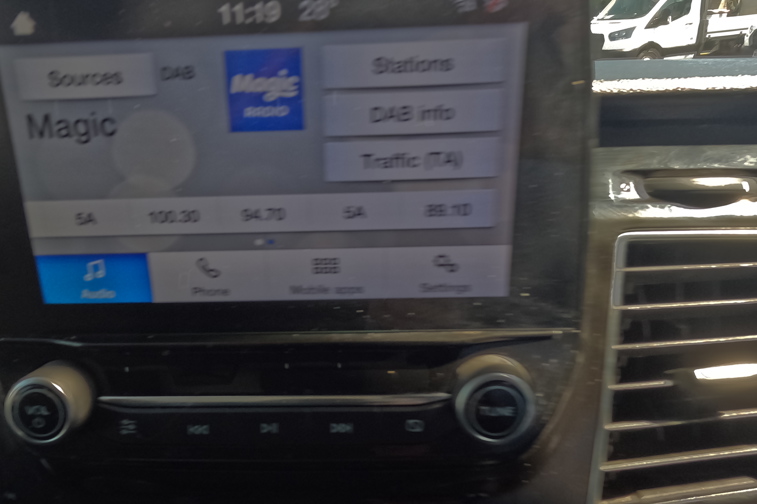 11:19 28°
Sources DAB
Magic
RADIO
Stations
Magic
DAB info
Traffic (TA)
5A 100.30 94.70 5A 89.10
Audio Phone Mobile apps Settings
VOL TUNE